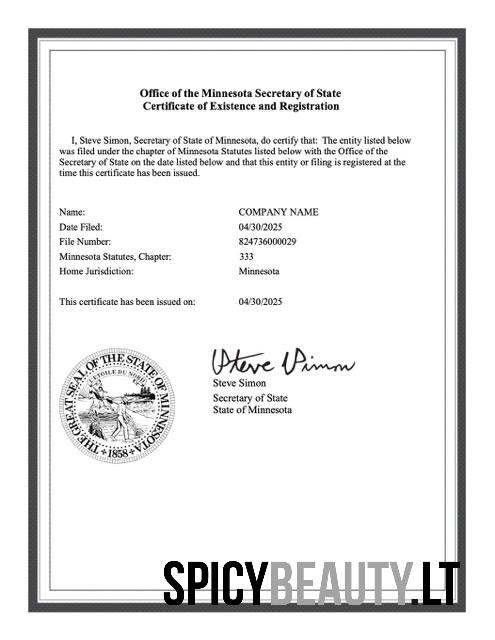 Office of the Minnesota Secretary of State
Certificate of Existence and Registration
I, Steve Simon, Secretary of State of Minnesota, do certify that: The entity listed below
was filed under the chapter of Minnesota Statutes listed below with the Office of the
Secretary of State on the date listed below and that this entity or filing is registered at the
time this certificate has been issued.
Name: COMPANY NAME
Date Filed: 04/30/2025
File Number: 824736000029
Minnesota Statutes, Chapter: 333
Home Jurisdiction: Minnesota
This certificate has been issued on: 04/30/2025
THE GREAT SEAL OF THE STATE OF MINNESOTA
L'ETOILE DU NORD
1858
Steve Simon
Steve Simon
Secretary of State
State of Minnesota
SPICYBEAUTY.LT